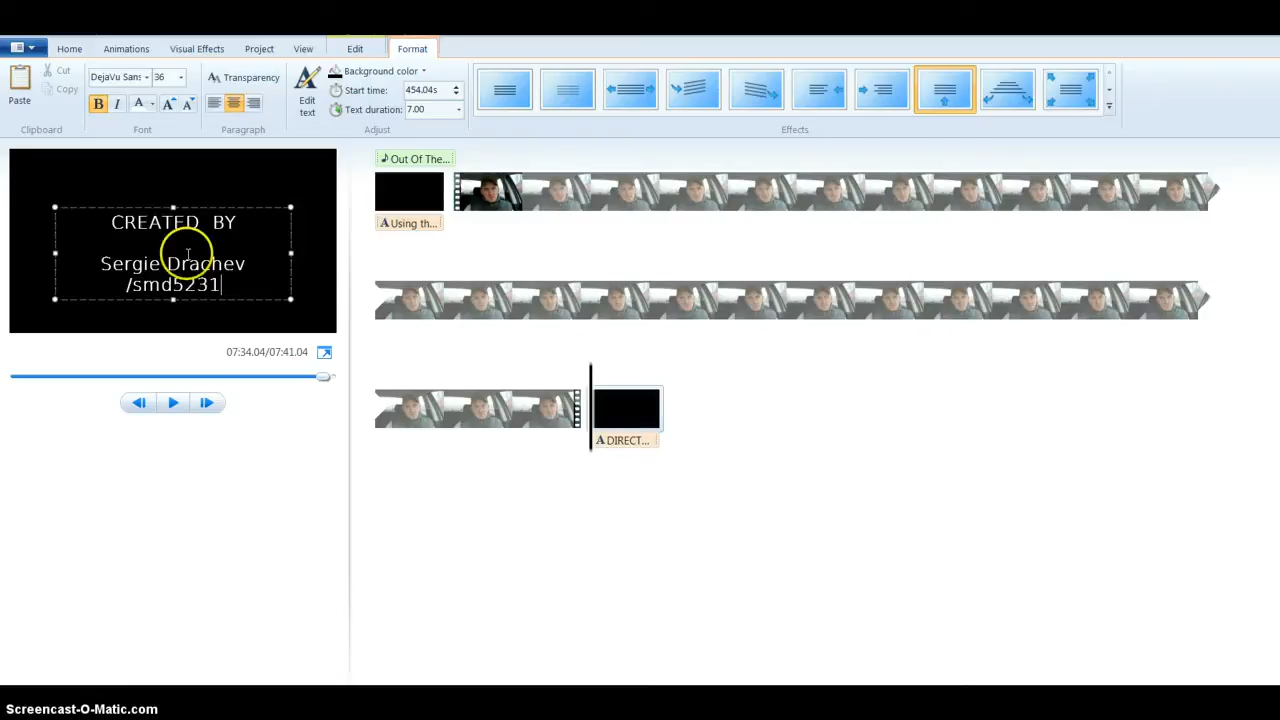 Home Animations Visual Effects Project View Edit Format
Paste
Cut
Copy
Clipboard
DejaVu Sans 36
B I A A A
Font
Transparency
Paragraph
Edit text
Background color
Start time: 454.04s
Text duration: 7.00
Adjust
Effects
CREATED BY
Sergie Drachev
/smd5231
07:34.04/07:41.04
Out Of The...
A Using th...
A DIRECT...
Screencast-O-Matic.com